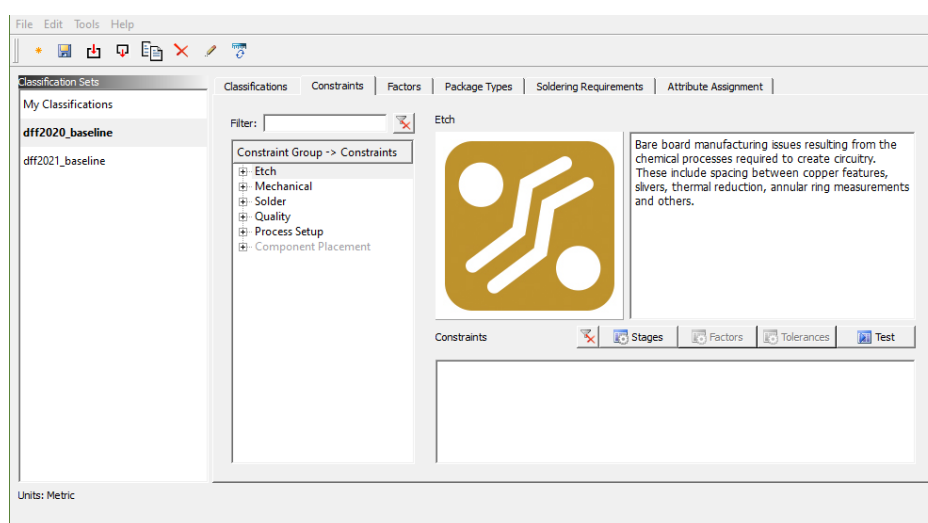 File Edit Tools Help
Classification Sets
My Classifications
dff2020_baseline
dff2021_baseline
Classifications Constraints Factors Package Types Soldering Requirements Attribute Assignment
Filter:
Constraint Group -> Constraints
Etch
Mechanical
Solder
Quality
Process Setup
Component Placement
Etch
Bare board manufacturing issues resulting from the
chemical processes required to create circuitry.
These include spacing between copper features,
slivers, thermal reduction, annular ring measurements
and others.
Constraints Stages Factors Tolerances Test
Units: Metric